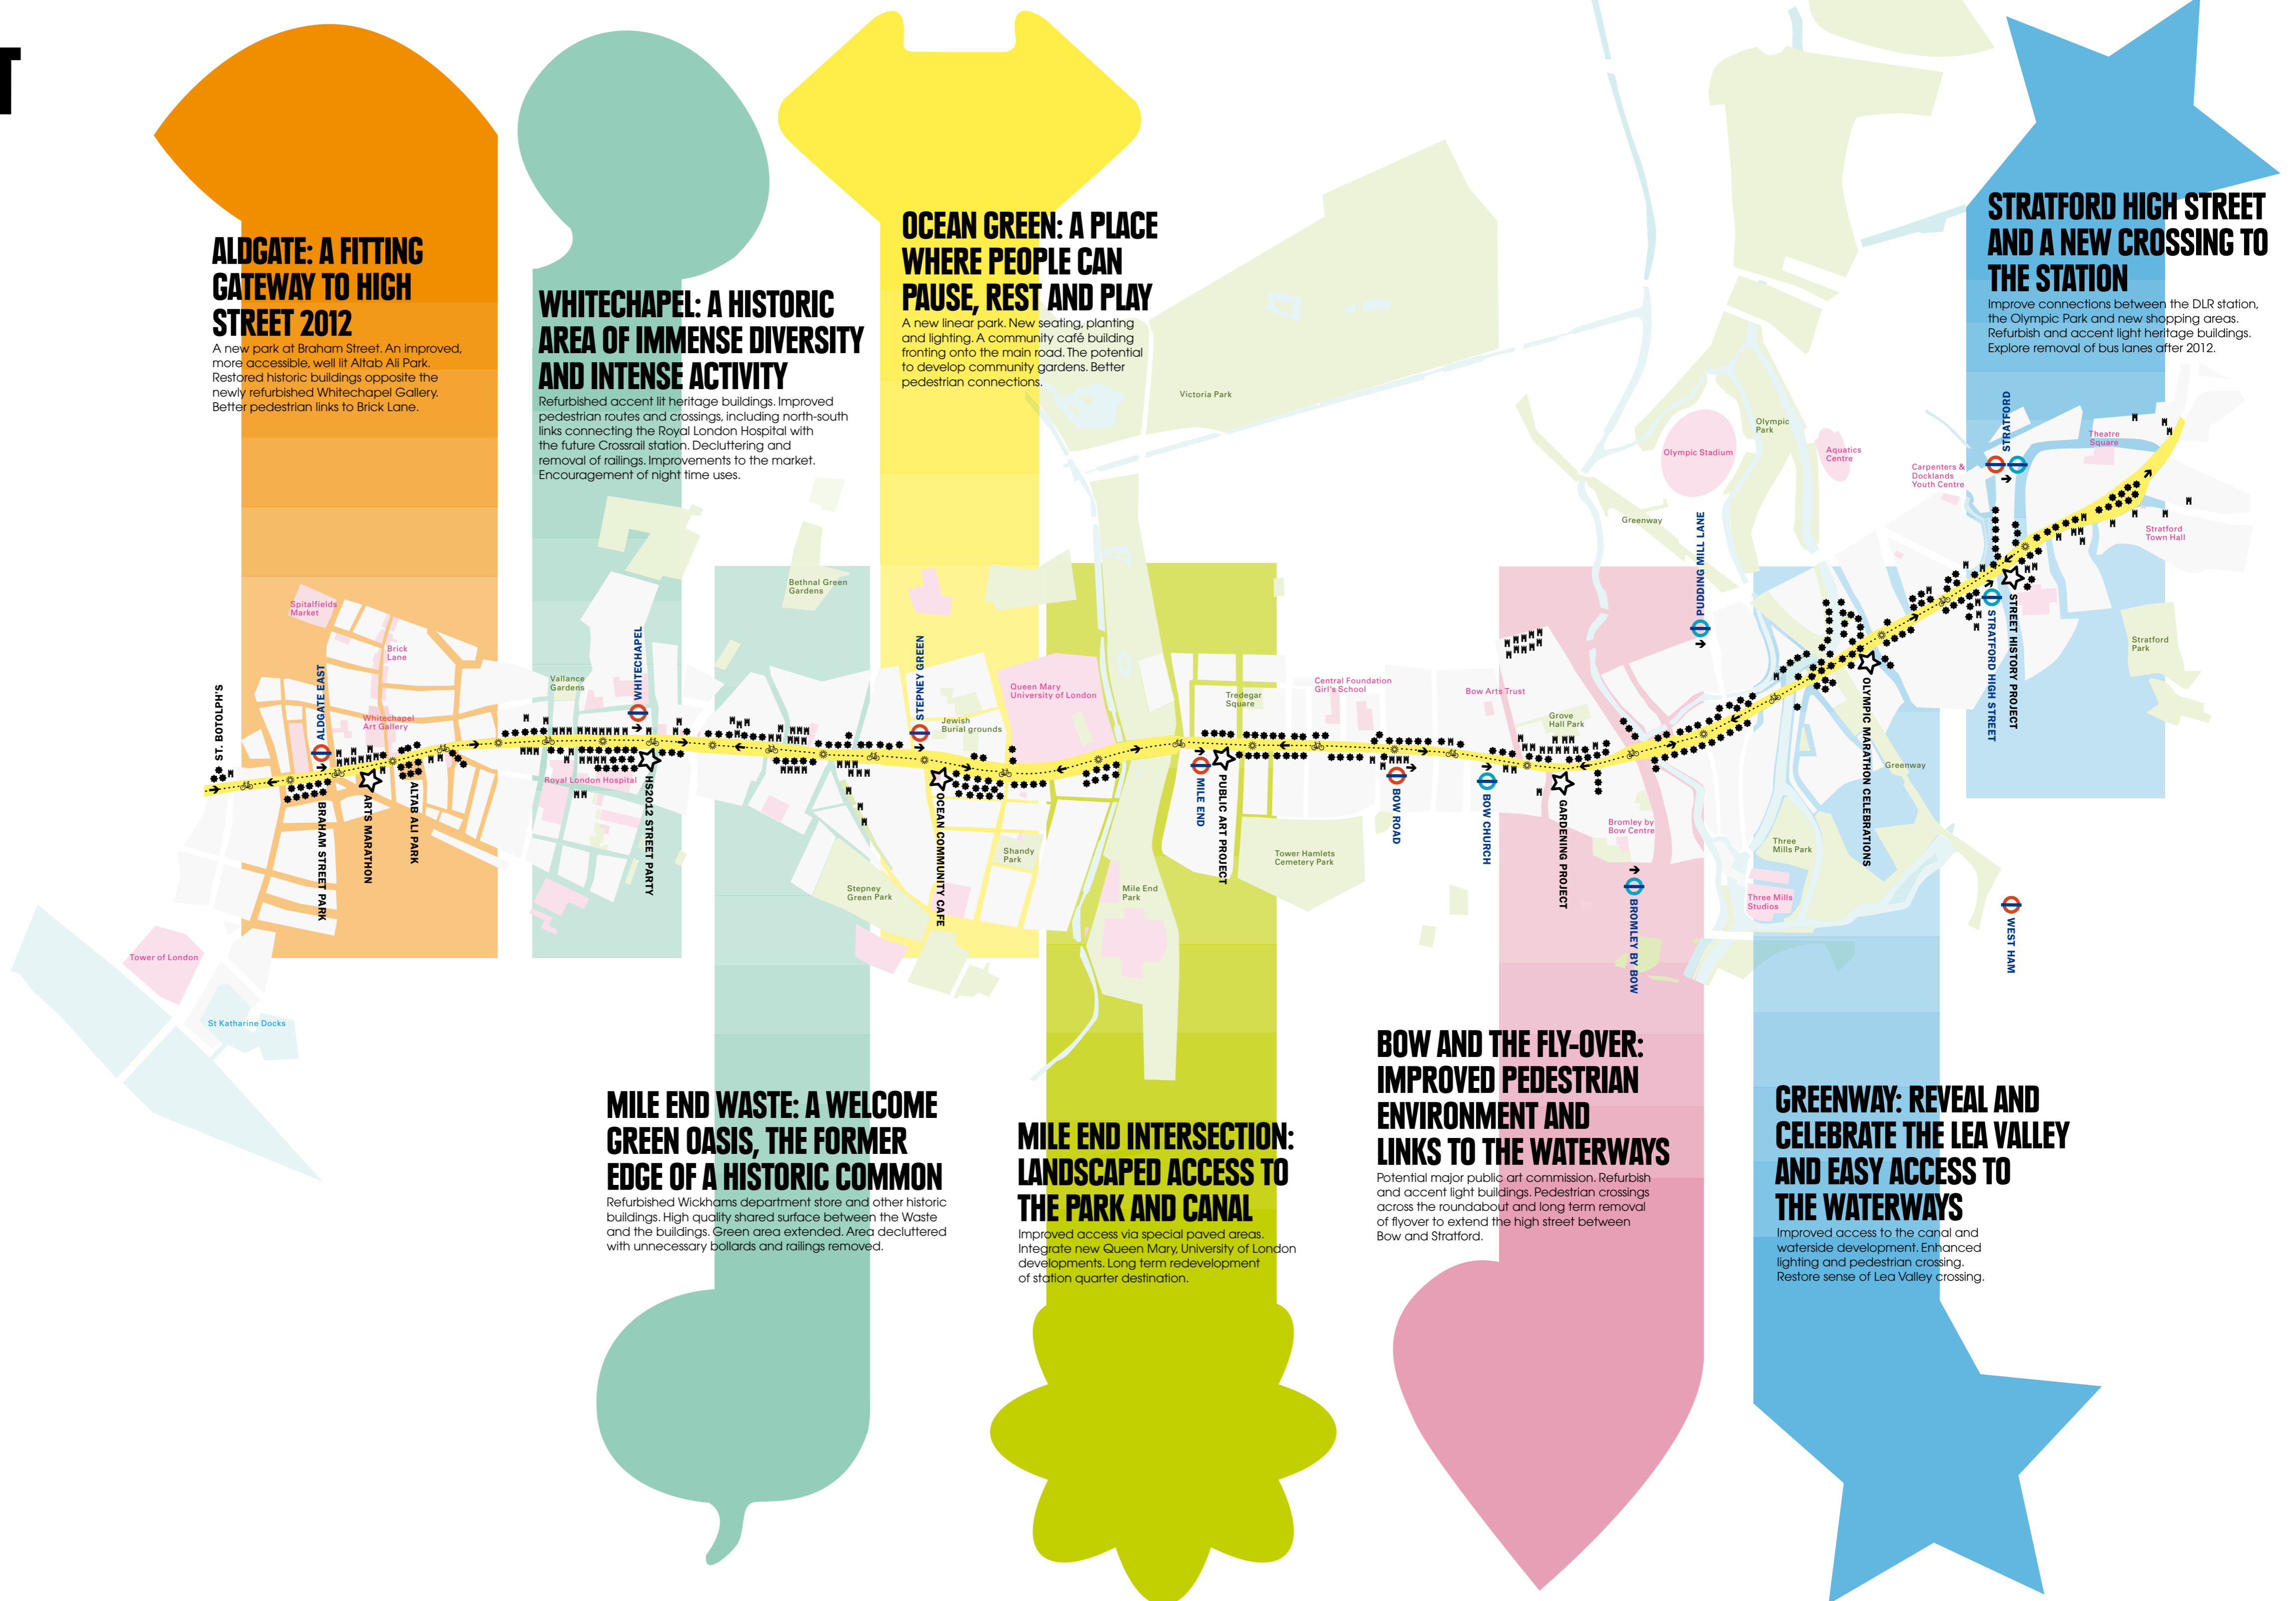 T
ALDGATE: A FITTING
GATEWAY TO HIGH
STREET 2012
A new park at Braham Street. An improved,
more accessible, well lit Altab Ali Park.
Restored historic buildings opposite the
newly refurbished Whitechapel Gallery.
Better pedestrian links to Brick Lane.
WHITECHAPEL: A HISTORIC
AREA OF IMMENSE DIVERSITY
AND INTENSE ACTIVITY
Refurbished accent lit heritage buildings. Improved
pedestrian routes and crossings, including north-south
links connecting the Royal London Hospital with
the future Crossrail station. Decluttering and
removal of railings. Improvements to the market.
Encouragement of night time uses.
OCEAN GREEN: A PLACE
WHERE PEOPLE CAN
PAUSE, REST AND PLAY
A new linear park. New seating, planting
and lighting. A community café building
fronting onto the main road. The potential
to develop community gardens. Better
pedestrian connections.
STRATFORD HIGH STREET
AND A NEW CROSSING TO
THE STATION
Improve connections between the DLR station,
the Olympic Park and new shopping areas.
Refurbish and accent light heritage buildings.
Explore removal of bus lanes after 2012.
Victoria Park
Olympic Stadium
Olympic
Park
Aquatics
Centre
Carpenters &
Docklands
Youth Centre
STRATFORD
Theatre
Square
Stratford
Town Hall
Greenway
PUDDING MILL LANE
Spitalfields
Market
Brick
Lane
Whitechapel
Art Gallery
Vallance
Gardens
WHITECHAPEL
Bethnal Green
Gardens
STEPNEY GREEN
Jewish
Burial grounds
Queen Mary
University of London
Tredegar
Square
Central Foundation
Girl's School
Bow Arts Trust
Grove
Hall Park
Stratford
Park
ST. BOTOLPH'S
ALDGATE EAST
BRAHAM STREET PARK
ARTS MARATHON
ALTAB ALI PARK
Royal London Hospital
HS2012 STREET PARTY
OCEAN COMMUNITY CAFE
Stepney
Green Park
Shandy
Park
Mile End
Park
MILE END
PUBLIC ART PROJECT
Tower Hamlets
Cemetery Park
BOW ROAD
BOW CHURCH
GARDENING PROJECT
Bromley by
Bow Centre
BROMLEY BY BOW
Three
Mills Park
Three Mills
Studios
OLYMPIC MARATHON CELEBRATIONS
Greenway
STRATFORD HIGH STREET
STREET HISTORY PROJECT
WEST HAM
Tower of London
St Katharine Docks
MILE END WASTE: A WELCOME
GREEN OASIS, THE FORMER
EDGE OF A HISTORIC COMMON
Refurbished Wickhams department store and other historic
buildings. High quality shared surface between the Waste
and the buildings. Green area extended. Area decluttered
with unnecessary bollards and railings removed.
MILE END INTERSECTION:
LANDSCAPED ACCESS TO
THE PARK AND CANAL
Improved access via special paved areas.
Integrate new Queen Mary, University of London
developments. Long term redevelopment
of station quarter destination.
BOW AND THE FLY-OVER:
IMPROVED PEDESTRIAN
ENVIRONMENT AND
LINKS TO THE WATERWAYS
Potential major public art commission. Refurbish
and accent light buildings. Pedestrian crossings
across the roundabout and long term removal
of flyover to extend the high street between
Bow and Stratford.
GREENWAY: REVEAL AND
CELEBRATE THE LEA VALLEY
AND EASY ACCESS TO
THE WATERWAYS
Improved access to the canal and
waterside development. Enhanced
lighting and pedestrian crossing.
Restore sense of Lea Valley crossing.